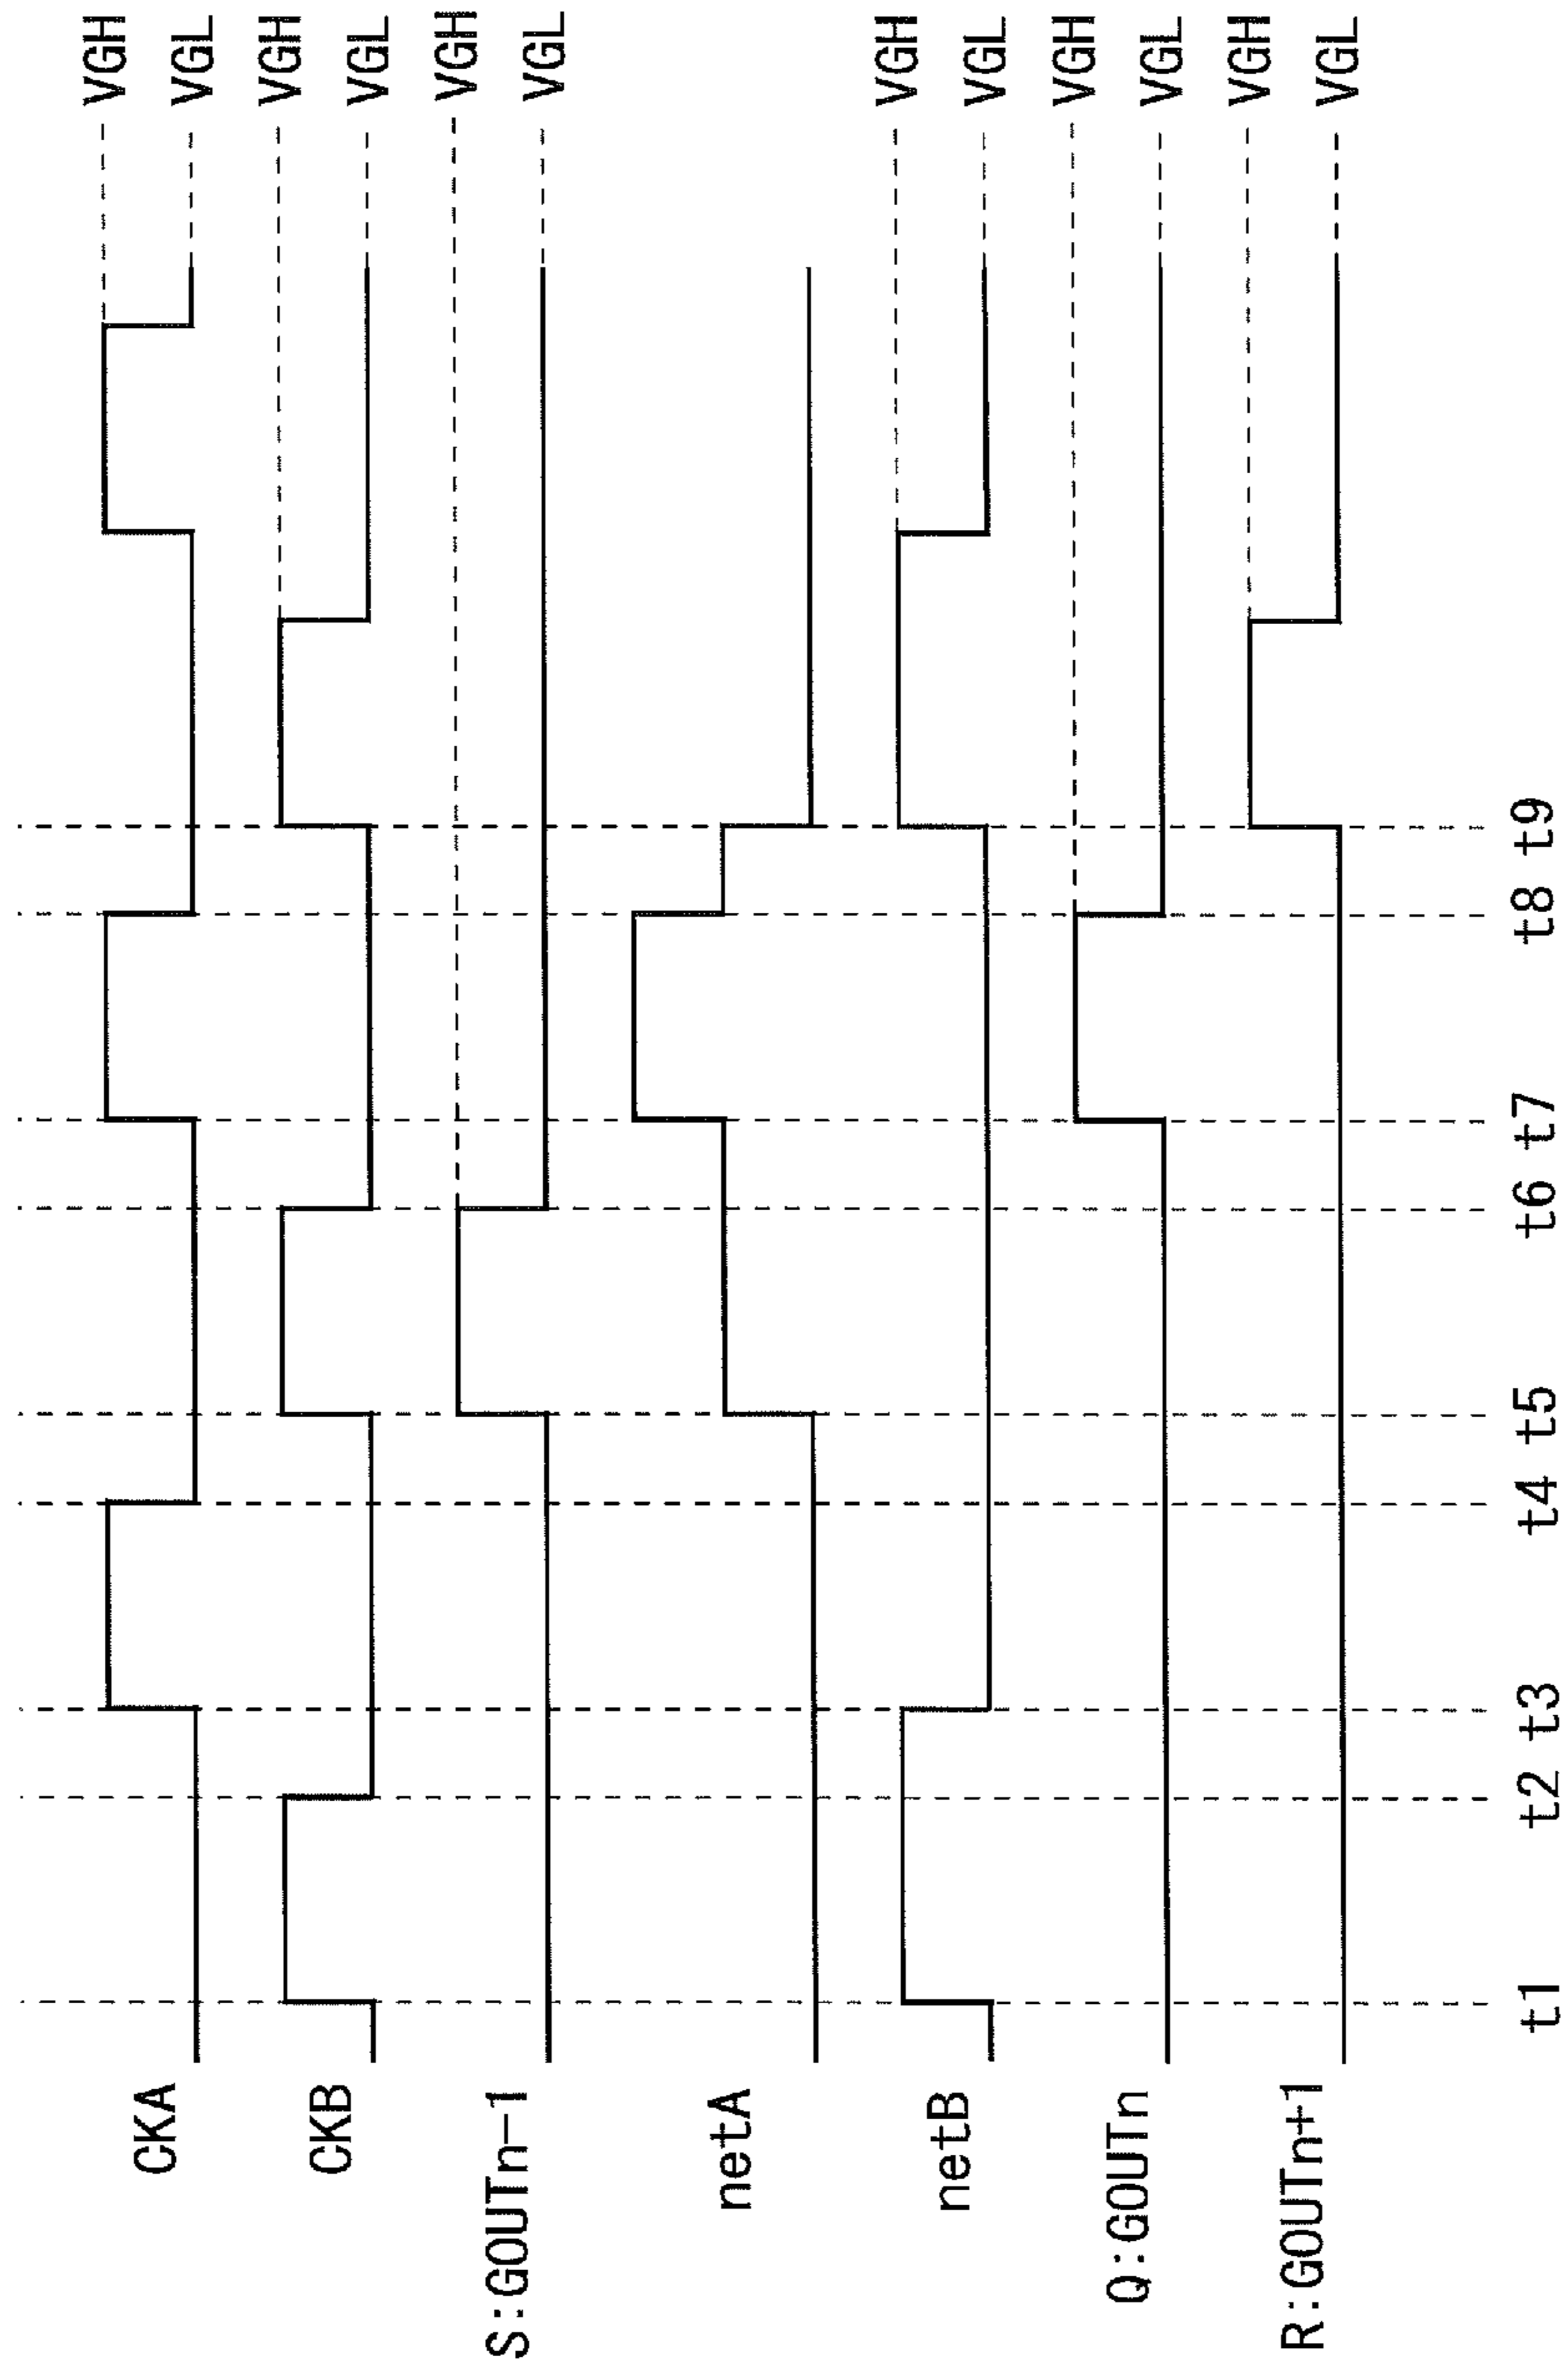 CKA
VGH
VGL
CKB
VGH
VGL
S:GOUTn-1
VGH
VGL
netA
netB
VGH
VGL
Q:GOUTn
VGH
VGL
R:GOUTn+1
VGH
VGL
t1 t2 t3 t4 t5 t6 t7 t8 t9